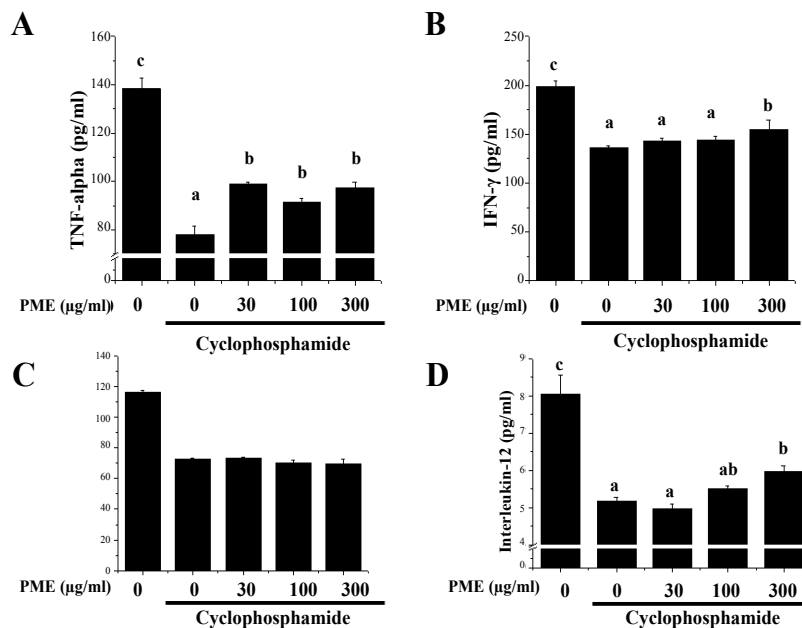 A
TNF-alpha (pg/ml)
160
140
120
100
80
0
c
a
b
b
b
PME (μg/ml)
0
0
30
100
300
Cyclophosphamide
B
IFN-γ (pg/ml)
250
200
150
100
50
0
c
a
a
a
b
PME (μg/ml)
0
0
30
100
300
Cyclophosphamide
C
140
120
100
80
60
40
20
0
PME (μg/ml)
0
0
30
100
300
Cyclophosphamide
D
Interleukin-12 (pg/ml)
9
8
7
6
5
4
0
c
a
a
ab
b
PME (μg/ml)
0
0
30
100
300
Cyclophosphamide